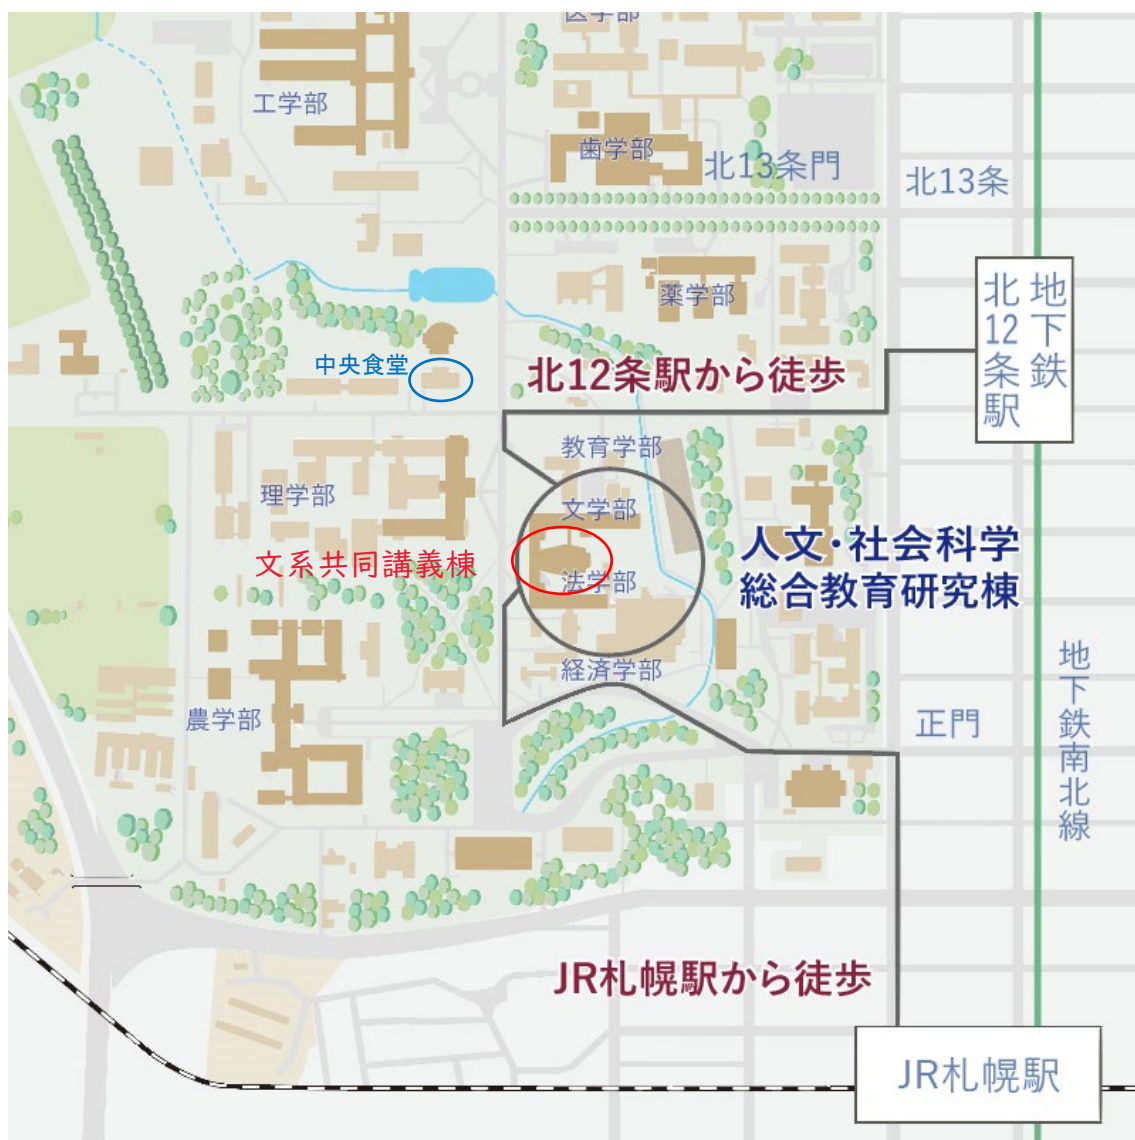 医学部
工学部
歯学部
北13条門
北13条
薬学部
地下鉄
北12条駅
中央食堂
北12条駅から徒歩
教育学部
理学部
文学部
人文・社会科学
総合教育研究棟
文系共同講義棟
法学部
経済学部
農学部
正門
地下鉄南北線
JR札幌駅から徒歩
JR札幌駅